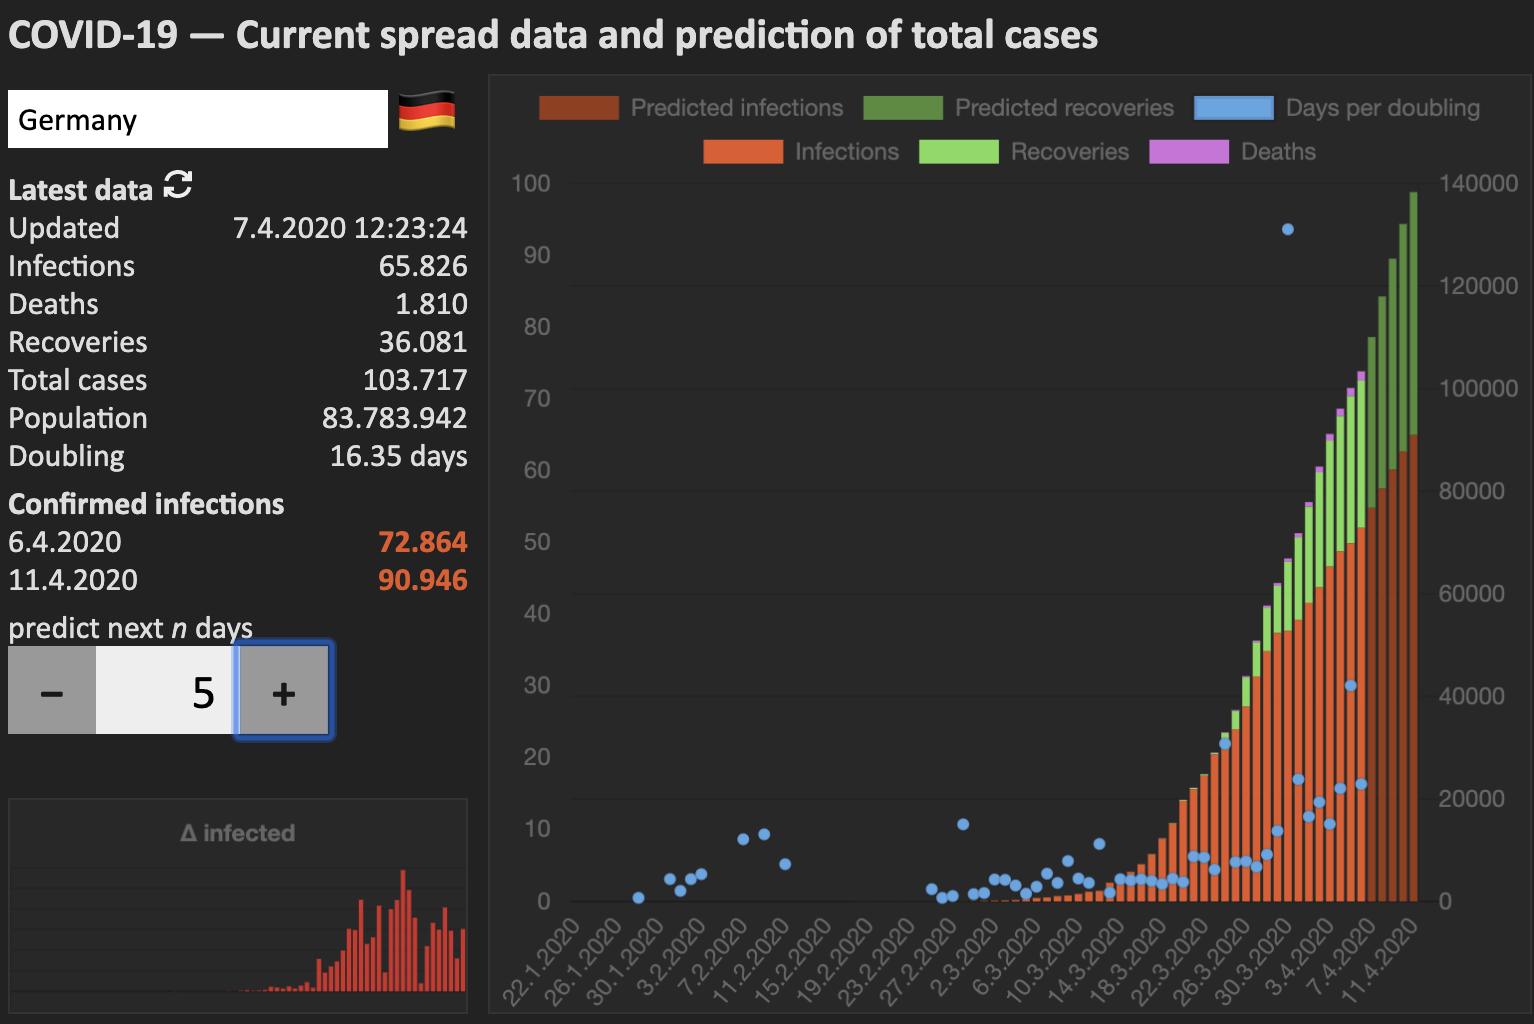 COVID-19 — Current spread data and prediction of total cases
Germany
Latest data
Updated 7.4.2020 12:23:24
Infections 65.826
Deaths 1.810
Recoveries 36.081
Total cases 103.717
Population 83.783.942
Doubling 16.35 days
Confirmed infections
6.4.2020 72.864
11.4.2020 90.946
predict next n days
− 5 +
Δ infected
Predicted infections Predicted recoveries Days per doubling
Infections Recoveries Deaths
100 140000
90
120000
80
70 100000
60
80000
50
60000
40
30 40000
20
20000
10
0 0
22.1.2020 26.1.2020 30.1.2020 3.2.2020 7.2.2020 11.2.2020 15.2.2020 19.2.2020 23.2.2020 27.2.2020 2.3.2020 6.3.2020 10.3.2020 14.3.2020 18.3.2020 22.3.2020 26.3.2020 30.3.2020 3.4.2020 7.4.2020 11.4.2020